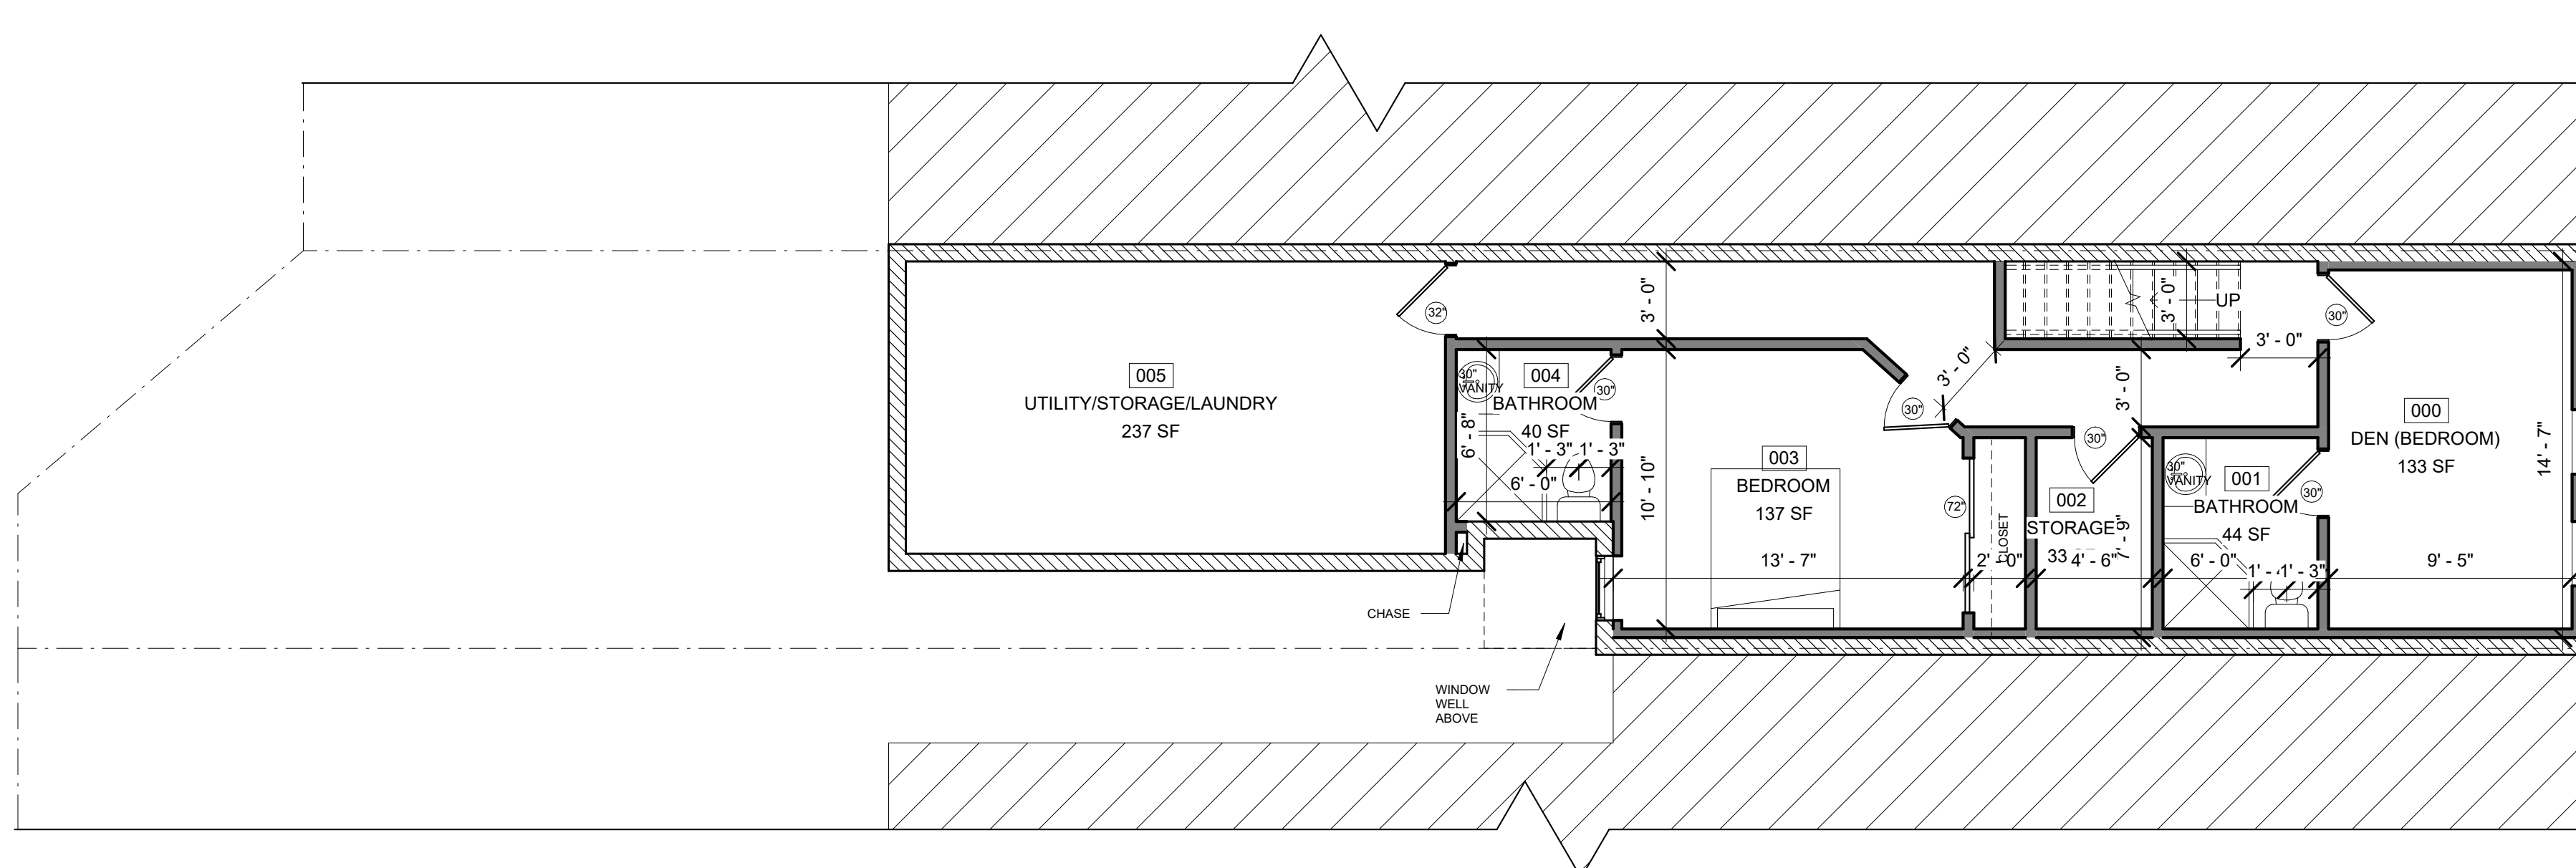 UP
3' - 0"
3' - 0"
32"
30"
3' - 0"
3' - 0"
3' - 0"
005
UTILITY/STORAGE/LAUNDRY
237 SF
30"
VANITY
004
BATHROOM
40 SF
30"
6' - 8"
1' - 3"
1' - 3"
6' - 0"
10' - 10"
003
BEDROOM
137 SF
13' - 7"
30"
72"
CLOSET
2' - 0"
30"
002
STORAGE
33
4' - 6"
7' - 9"
30"
VANITY
001
BATHROOM
44 SF
30"
6' - 0"
1' - 3"
000
DEN (BEDROOM)
133 SF
14' - 7"
9' - 5"
CHASE
WINDOW
WELL
ABOVE